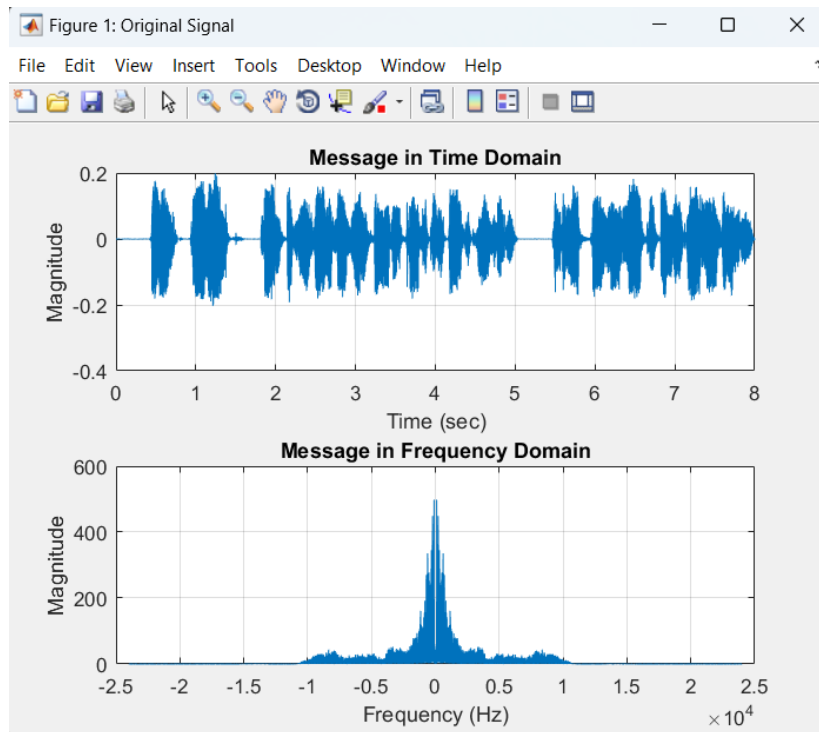 Figure 1: Original Signal
File Edit View Insert Tools Desktop Window Help
Message in Time Domain
0.2
0
-0.2
-0.4
Magnitude
0 1 2 3 4 5 6 7 8
Time (sec)
Message in Frequency Domain
600
400
200
0
Magnitude
-2.5 -2 -1.5 -1 -0.5 0 0.5 1 1.5 2 2.5
Frequency (Hz) ×10⁴